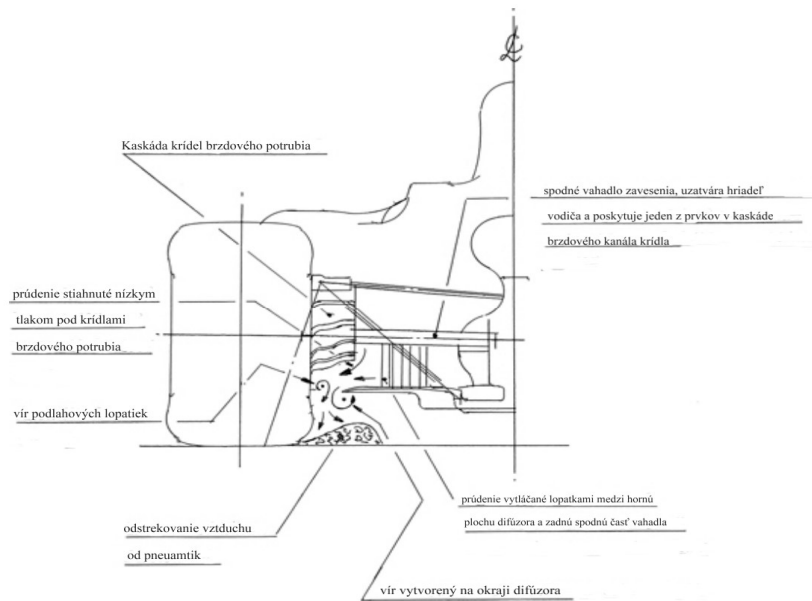 Kaskáda krídel brzdového potrubia
spodné vahadlo zavesenia, uzatvára hriadeľ
vodiča a poskytuje jeden z prvkov v kaskáde
brzdového kanála krídla
prúdenie stiahnuté nízkym
tlakom pod krídlami
brzdového potrubia
vír podlahových lopatiek
prúdenie vytláčané lopatkami medzi hornú
plochu difúzora a zadnú spodnú časť vahadla
odstrekovanie vztduchu
od pneuamtik
vír vytvorený na okraji difúzora